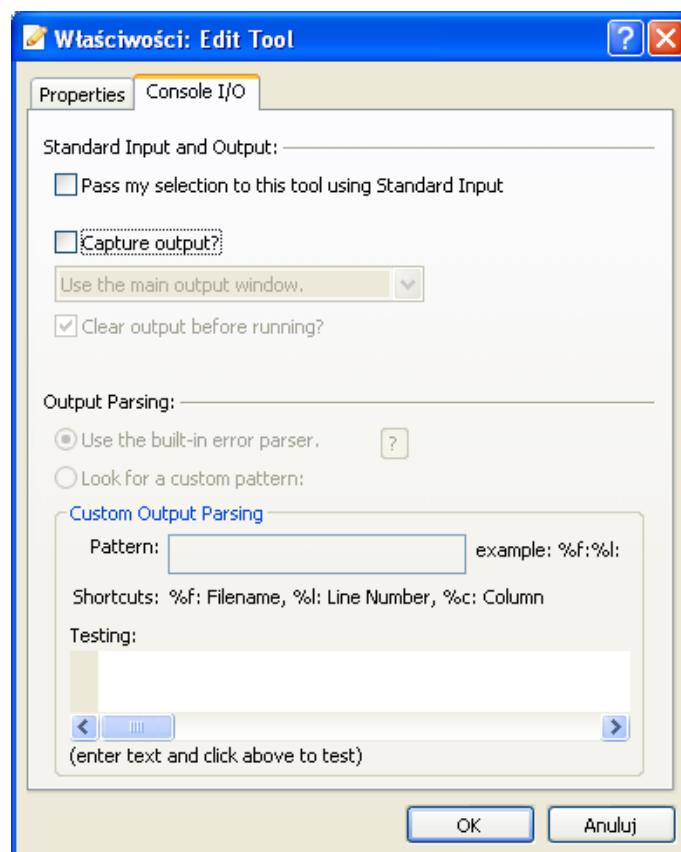 Właściwości: Edit Tool
?
Properties
Console I/O
Standard Input and Output:
Pass my selection to this tool using Standard Input
Capture output?
Use the main output window.
Clear output before running?
Output Parsing:
Use the built-in error parser.
?
Look for a custom pattern:
Custom Output Parsing
Pattern:
example: %f:%l:
Shortcuts: %f: Filename, %l: Line Number, %c: Column
Testing:
(enter text and click above to test)
OK
Anuluj